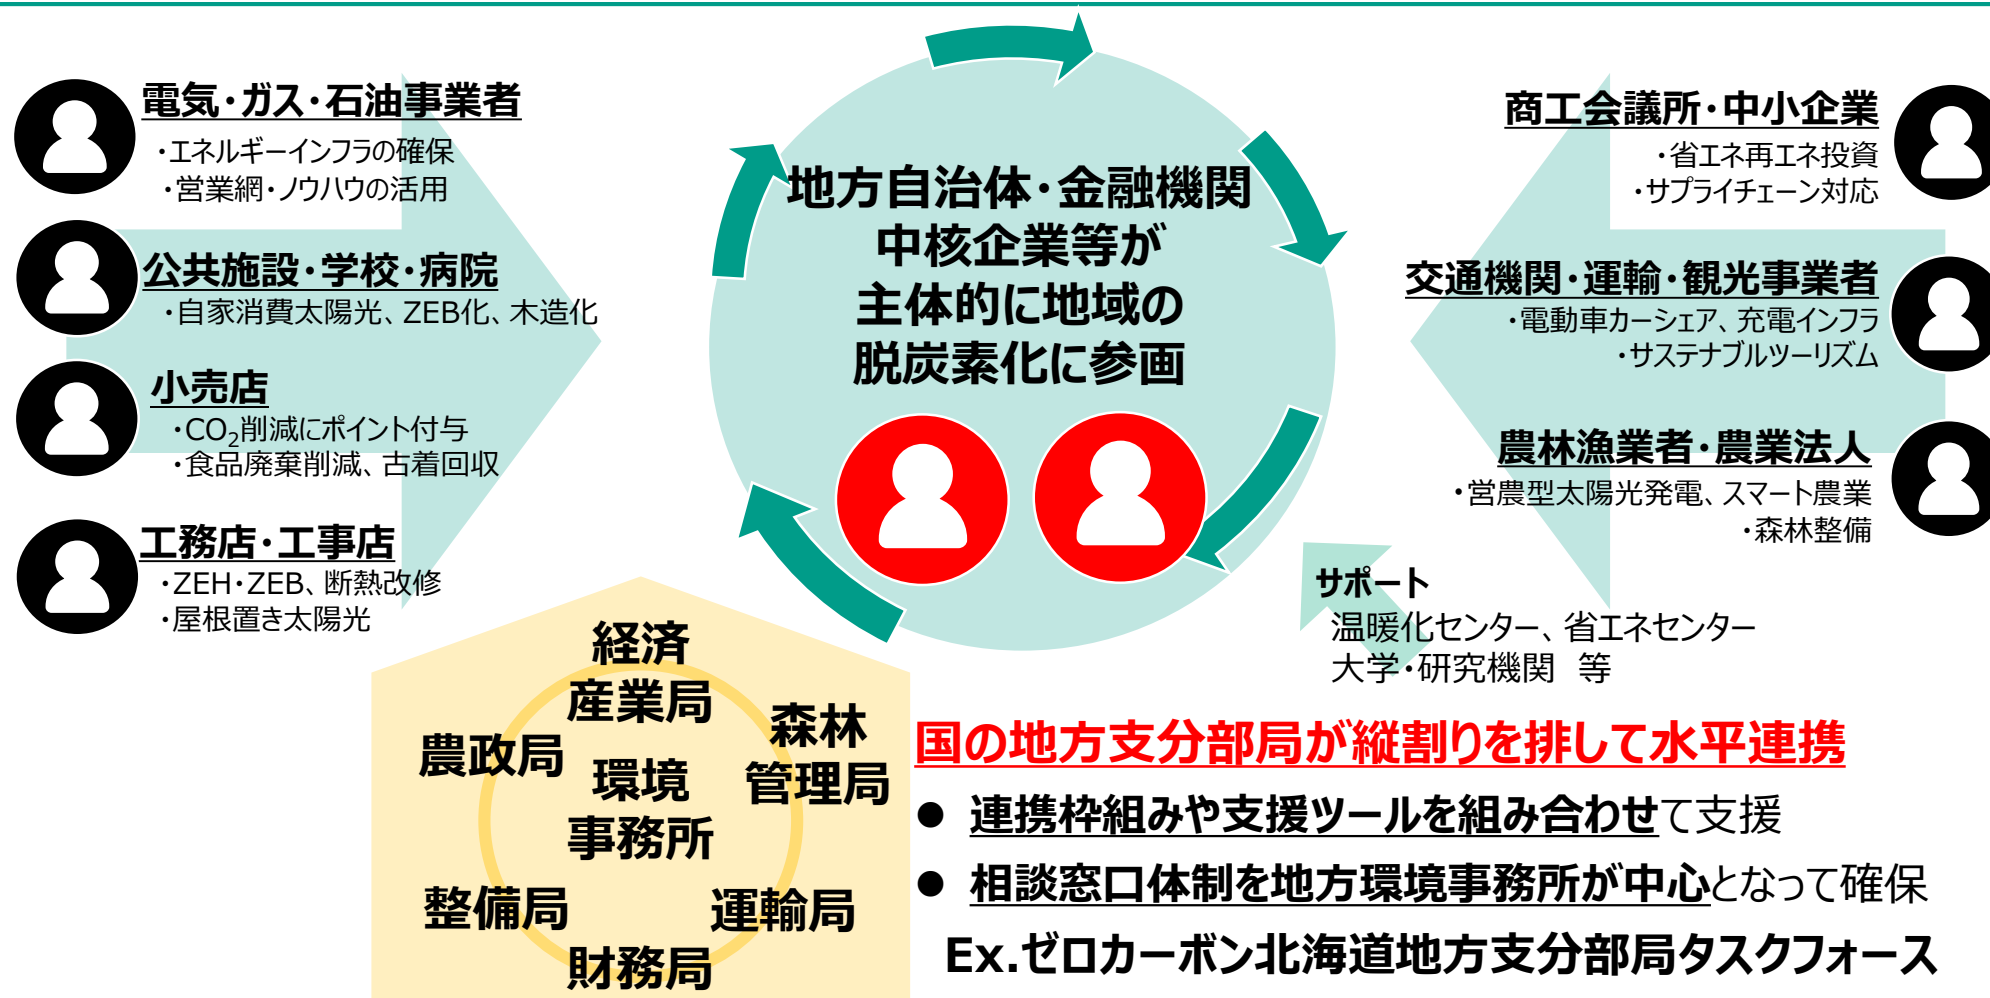 電気・ガス・石油事業者
・エネルギーインフラの確保
・営業網・ノウハウの活用
公共施設・学校・病院
・自家消費太陽光、ZEB化、木造化
小売店
・CO₂削減にポイント付与
・食品廃棄削減、古着回収
工務店・工事店
・ZEH・ZEB、断熱改修
・屋根置き太陽光
地方自治体・金融機関
中核企業等が
主体的に地域の
脱炭素化に参画
商工会議所・中小企業
・省エネ再エネ投資
・サプライチェーン対応
交通機関・運輸・観光事業者
・電動車カーシェア、充電インフラ
・サステナブルツーリズム
農林漁業者・農業法人
・営農型太陽光発電、スマート農業
・森林整備
サポート
温暖化センター、省エネセンター
大学・研究機関 等
経済
産業局
農政局
森林
管理局
環境
事務所
整備局
運輸局
財務局
国の地方支分部局が縦割りを排して水平連携
● 連携枠組みや支援ツールを組み合わせて支援
● 相談窓口体制を地方環境事務所が中心となって確保
Ex.ゼロカーボン北海道地方支分部局タスクフォース